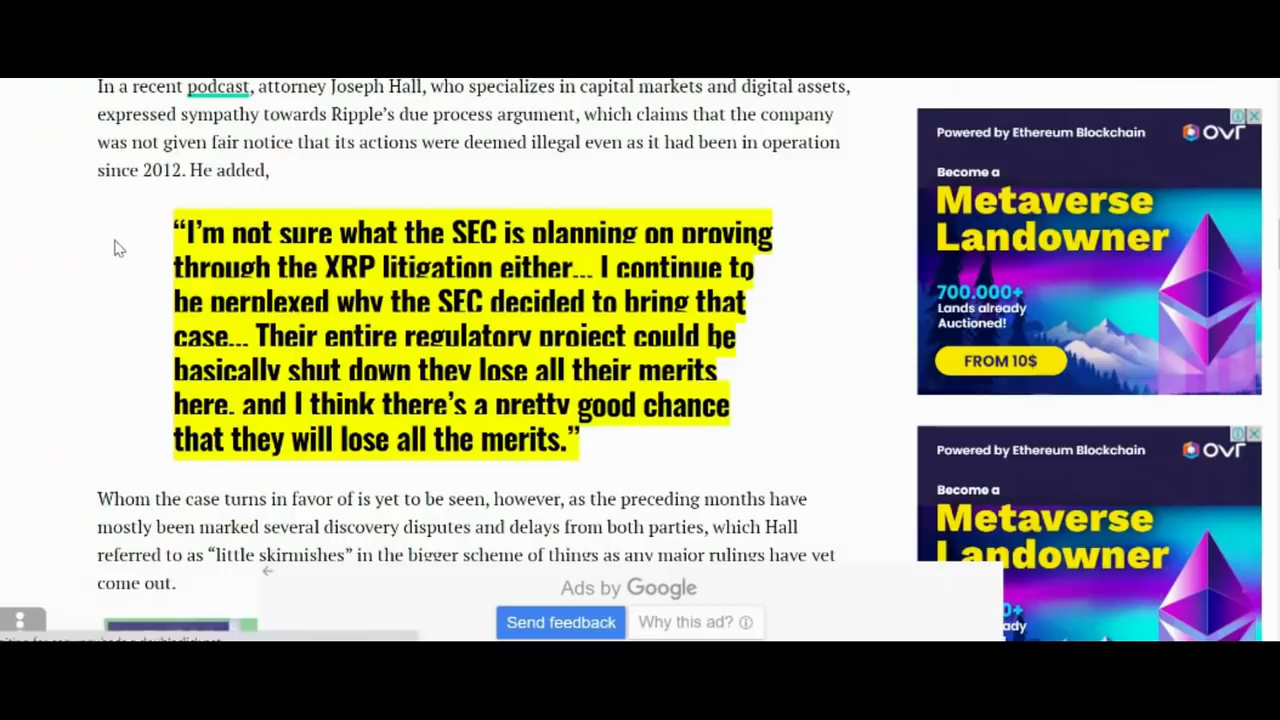 In a recent podcast, attorney Joseph Hall, who specializes in capital markets and digital assets,
expressed sympathy towards Ripple's due process argument, which claims that the company
was not given fair notice that its actions were deemed illegal even as it had been in operation
since 2012. He added,
“I'm not sure what the SEC is planning on proving
through the XRP litigation either... I continue to
be perplexed why the SEC decided to bring that
case... Their entire regulatory project could be
basically shut down they lose all their merits
here, and I think there's a pretty good chance
that they will lose all the merits.”
Whom the case turns in favor of is yet to be seen, however, as the preceding months have
mostly been marked several discovery disputes and delays from both parties, which Hall
referred to as “little skirmishes” in the bigger scheme of things as any major rulings have yet
come out.
Ads by Google
Send feedback
Why this ad?
Powered by Ethereum Blockchain
OVR
Become a
Metaverse
Landowner
700.000+
Lands already
Auctioned!
FROM 10$
Powered by Ethereum Blockchain
OVR
Become a
Metaverse
Landowner